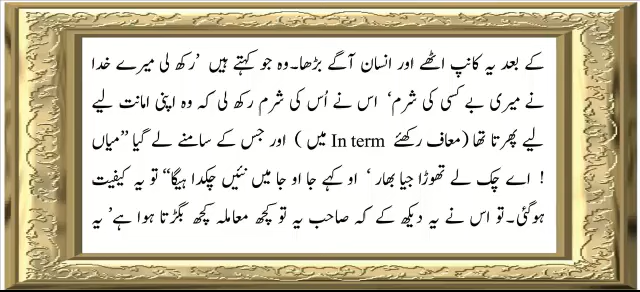 کے بعد یہ کانپ اٹھے اور انسان آگے بڑھا۔وہ جو کہتے ہیں ’رکھ لی میرے خدا
نے میری بے کسی کی شرم‘ اس نے اُس کی شرم رکھ لی کہ وہ اپنی امانت لیے
لیے پھرتا تھا (معاف رکھئے In term میں ) اور جس کے سامنے لے گیا ”میاں
! اے چک لے تھوڑا جیا بھار ‘ او کہے جا او جا میں نئیں چکدا ہیگا“ تو یہ کیفیت
ہوگئی۔تو اس نے یہ دیکھ کے کہ صاحب یہ تو کچھ معاملہ کچھ بگڑتا ہوا ہے’ یہ